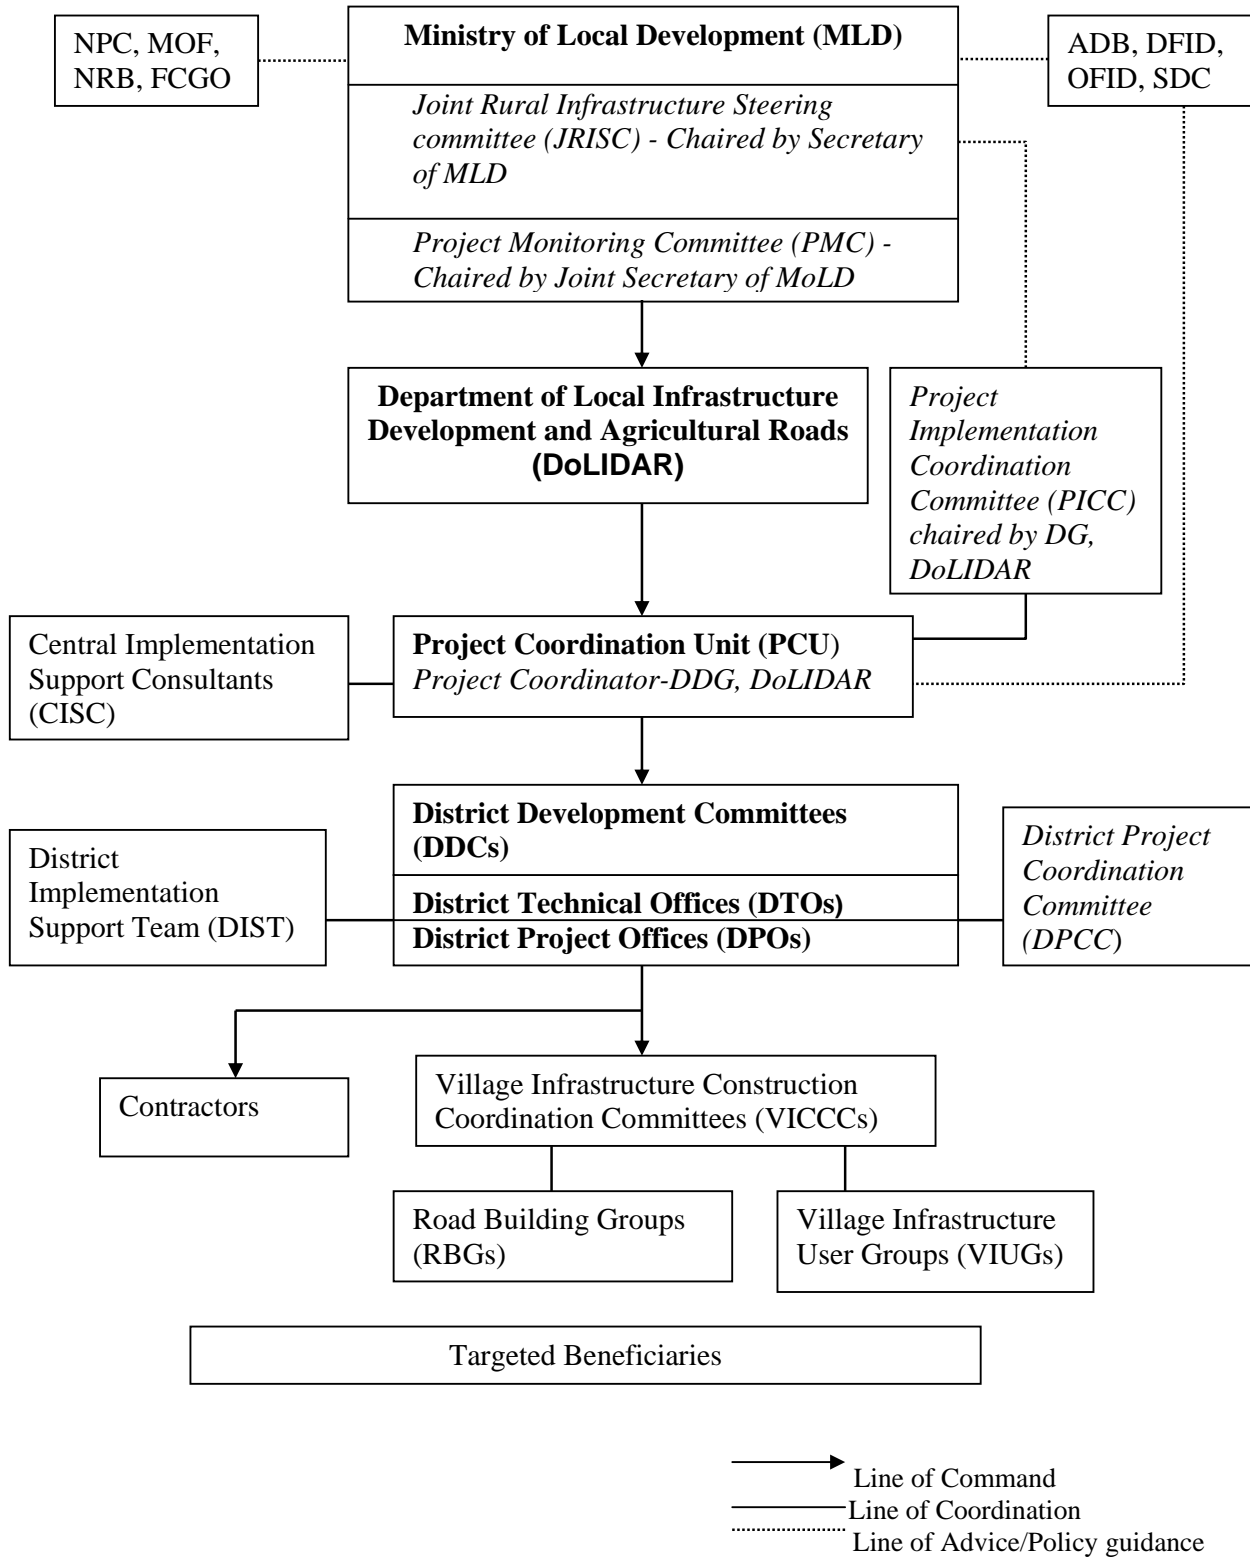 NPC, MOF,
NRB, FCGO
Ministry of Local Development (MLD)
ADB, DFID,
OFID, SDC
Joint Rural Infrastructure Steering
committee (JRISC) - Chaired by Secretary
of MLD
Project Monitoring Committee (PMC) -
Chaired by Joint Secretary of MoLD
Department of Local Infrastructure
Development and Agricultural Roads
(DoLIDAR)
Project
Implementation
Coordination
Committee (PICC)
chaired by DG,
DoLIDAR
Central Implementation
Support Consultants
(CISC)
Project Coordination Unit (PCU)
Project Coordinator-DDG, DoLIDAR
District Development Committees
(DDCs)
District Technical Offices (DTOs)
District Project Offices (DPOs)
District
Implementation
Support Team (DIST)
District Project
Coordination
Committee
(DPCC)
Contractors
Village Infrastructure Construction
Coordination Committees (VICCCs)
Road Building Groups
(RBGs)
Village Infrastructure
User Groups (VIUGs)
Targeted Beneficiaries
Line of Command
Line of Coordination
Line of Advice/Policy guidance